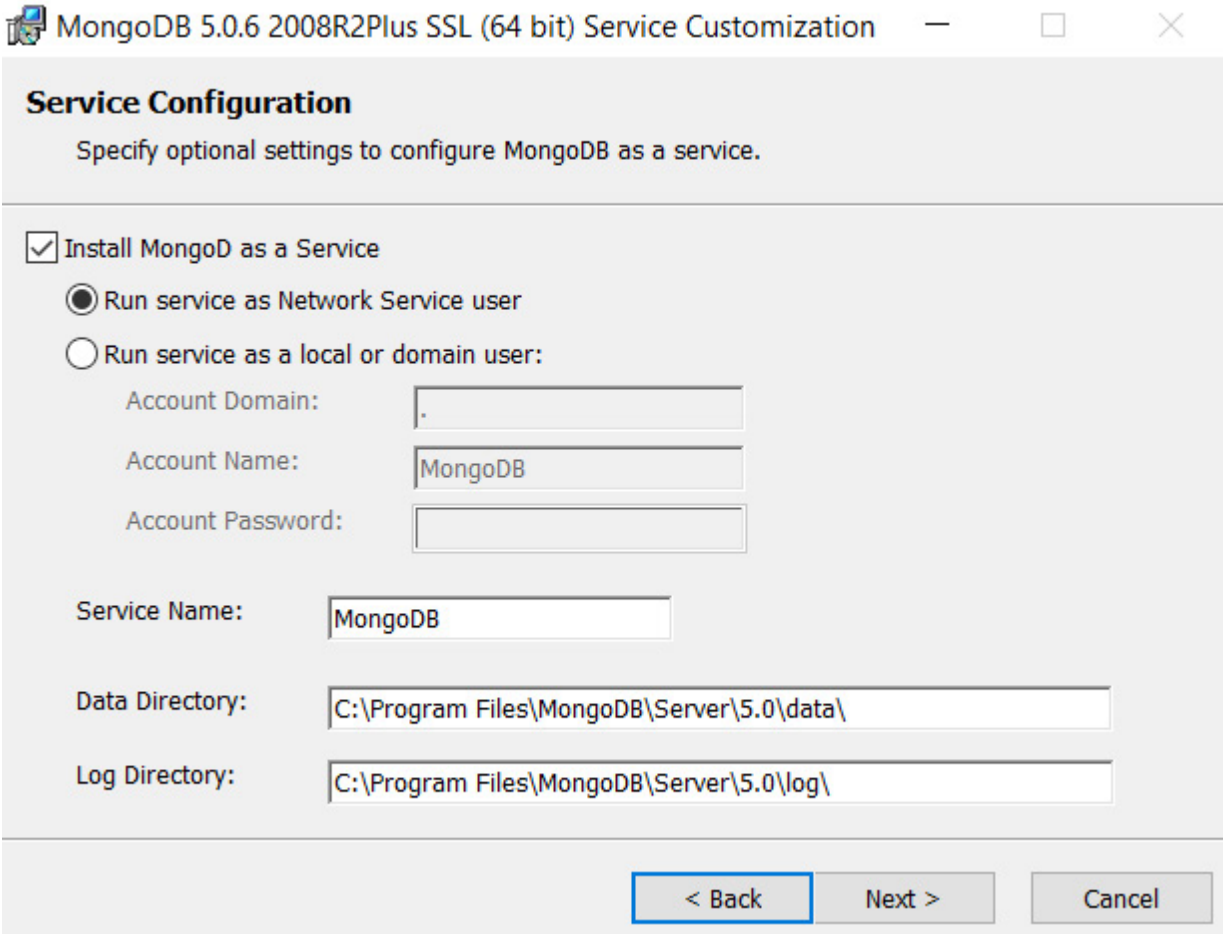 MongoDB 5.0.6 2008R2Plus SSL (64 bit) Service Customization
Service Configuration
Specify optional settings to configure MongoDB as a service.
Install MongoD as a Service
Run service as Network Service user
Run service as a local or domain user:
Account Domain: .
Account Name: MongoDB
Account Password:
Service Name: MongoDB
Data Directory: C:\Program Files\MongoDB\Server\5.0\data\
Log Directory: C:\Program Files\MongoDB\Server\5.0\log\
< Back Next > Cancel